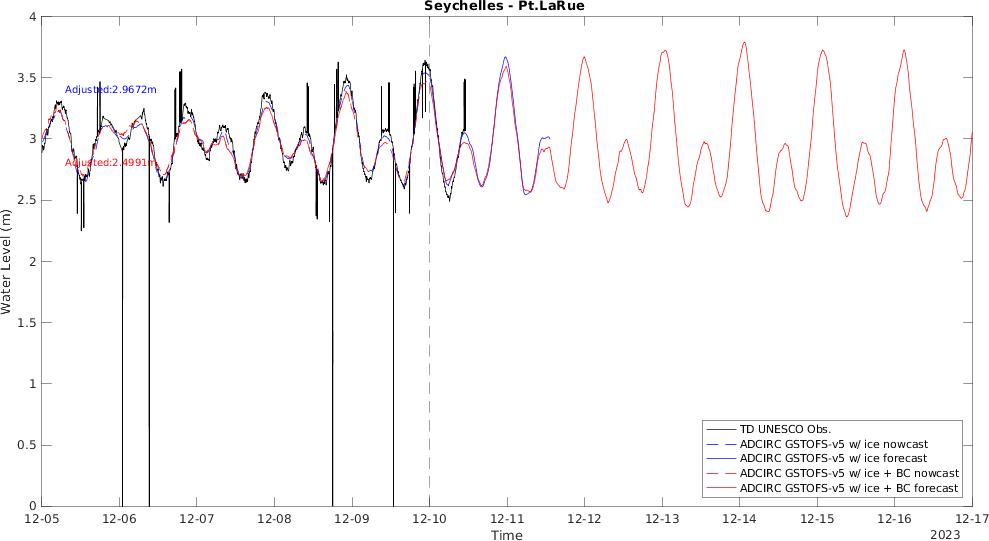 Seychelles - Pt.LaRue
4
3.5
3
2.5
2
1.5
1
0.5
0
Water Level (m)
Adjusted:2.9672m
Adjusted:2.4991m
TD UNESCO Obs.
ADCIRC GSTOFS-v5 w/ ice nowcast
ADCIRC GSTOFS-v5 w/ ice forecast
ADCIRC GSTOFS-v5 w/ ice + BC nowcast
ADCIRC GSTOFS-v5 w/ ice + BC forecast
12-05 12-06 12-07 12-08 12-09 12-10 12-11 12-12 12-13 12-14 12-15 12-16 12-17
Time
2023